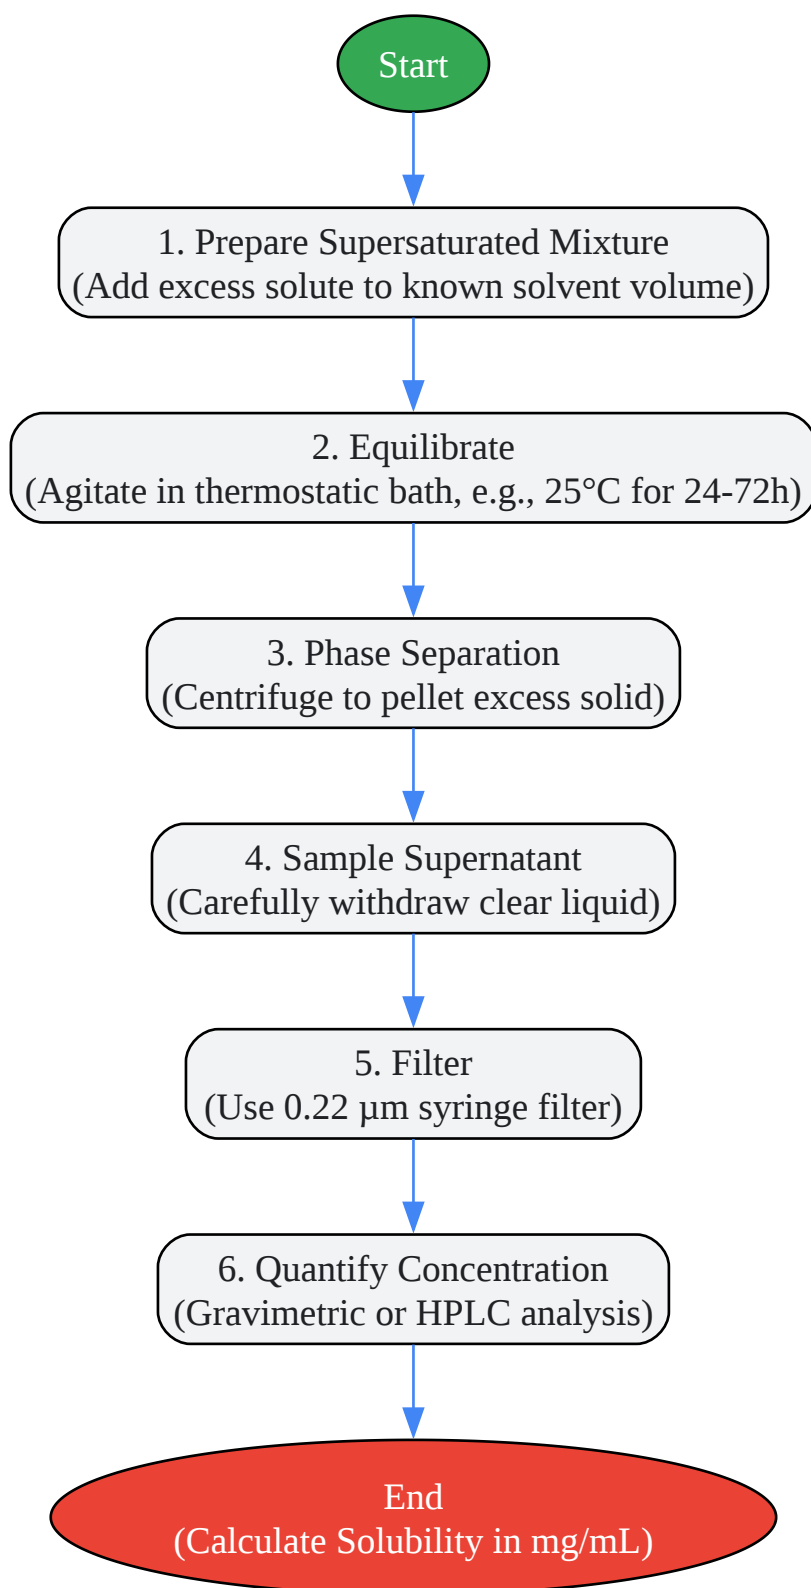 Start
1. Prepare Supersaturated Mixture
(Add excess solute to known solvent volume)
2. Equilibrate
(Agitate in thermostatic bath, e.g., 25°C for 24-72h)
3. Phase Separation
(Centrifuge to pellet excess solid)
4. Sample Supernatant
(Carefully withdraw clear liquid)
5. Filter
(Use 0.22 µm syringe filter)
6. Quantify Concentration
(Gravimetric or HPLC analysis)
End
(Calculate Solubility in mg/mL)